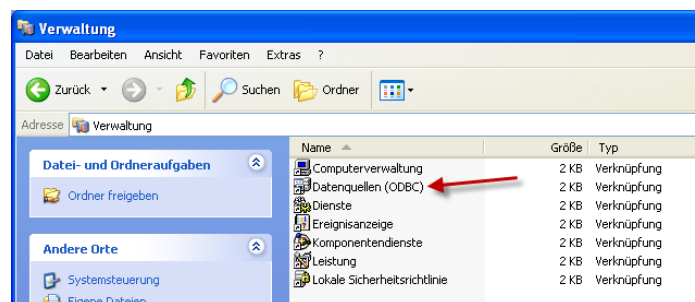 Verwaltung
Datei Bearbeiten Ansicht Favoriten Extras ?
Zurück Suchen Ordner
Adresse Verwaltung
Name Größe Typ
Datei- und Ordneraufgaben
Ordner freigeben
Andere Orte
Systemsteuerung
Eigene Dateien
Computerverwaltung 2 KB Verknüpfung
Datenquellen (ODBC) 2 KB Verknüpfung
Dienste 2 KB Verknüpfung
Ereignisanzeige 2 KB Verknüpfung
Komponentendienste 2 KB Verknüpfung
Leistung 2 KB Verknüpfung
Lokale Sicherheitsrichtlinie 2 KB Verknüpfung